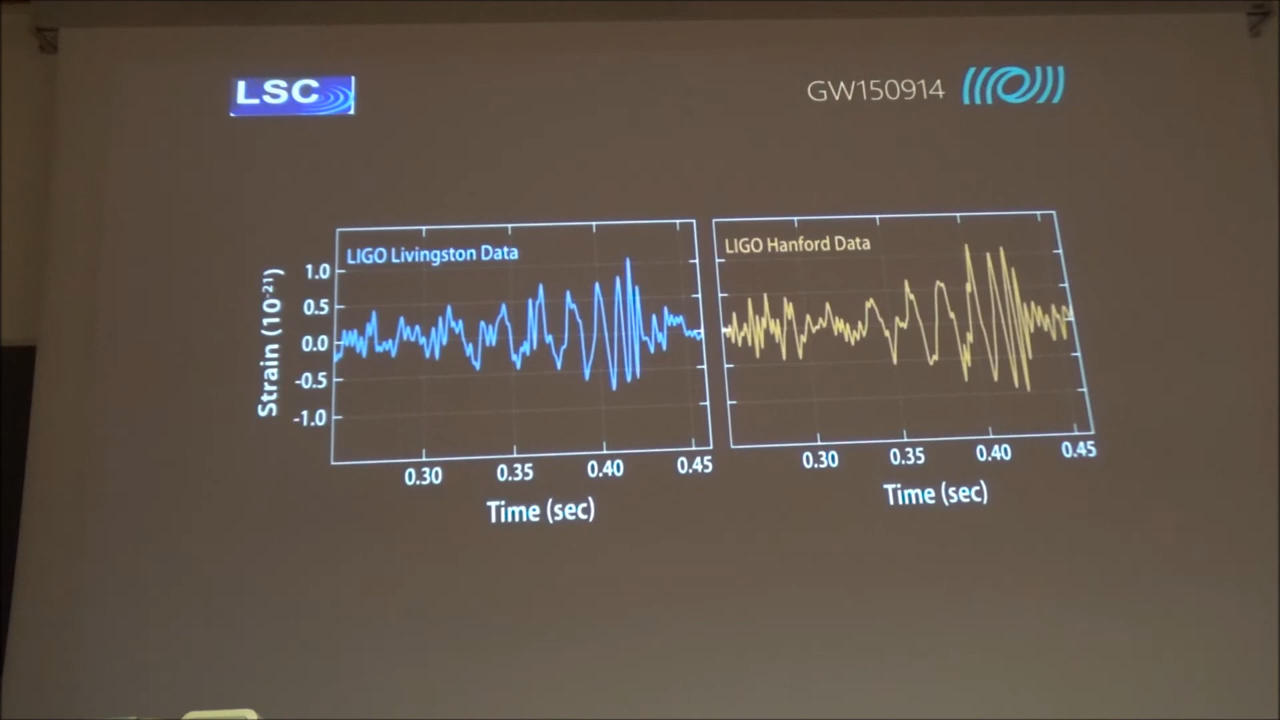 LSC
GW150914
LIGO Livingston Data
LIGO Hanford Data
Strain (10⁻²¹)
1.0
0.5
0.0
-0.5
-1.0
0.30 0.35 0.40 0.45
0.30 0.35 0.40 0.45
Time (sec)
Time (sec)